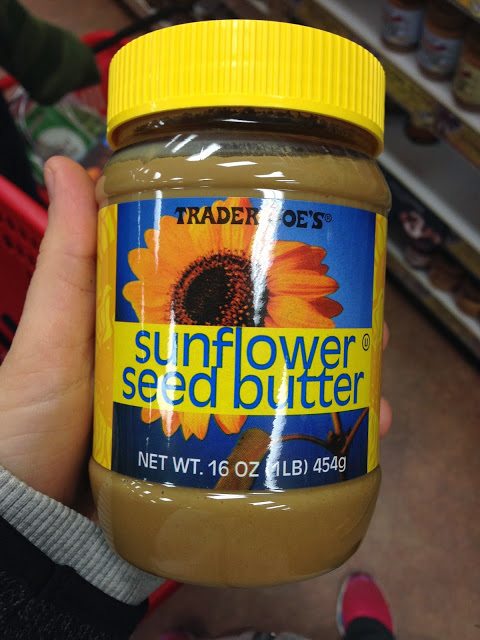 TRADER JOE'S®
sunflower
seed butter
NET WT. 16 OZ (1LB) 454g